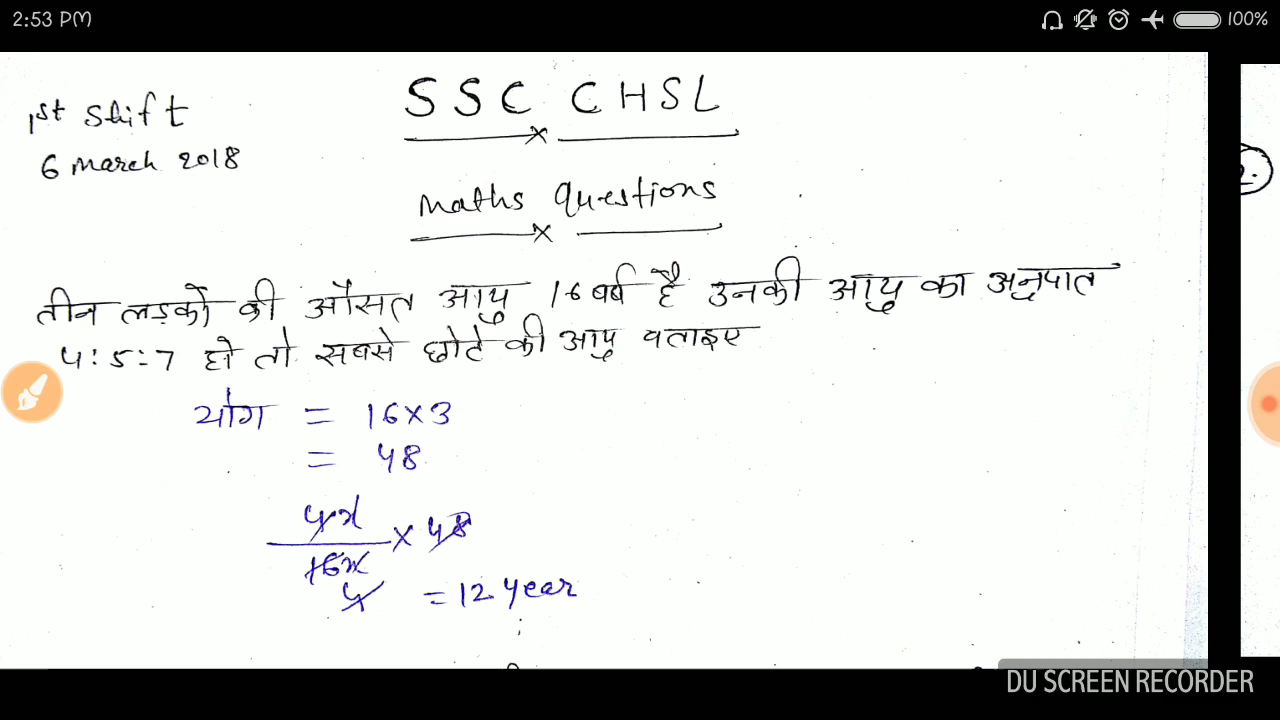 2:53 PM 100%
1st Shift
6 March 2018
SSC CHSL
Maths Questions
तीन लड़को की औसत आयु 16 वर्ष है उनकी आयु का अनुपात
4:5:7 हो तो सबसे छोटे की आयु बताइए
योग = 16×3
= 48
4x
× 48
16x
4 = 12 year
DU SCREEN RECORDER